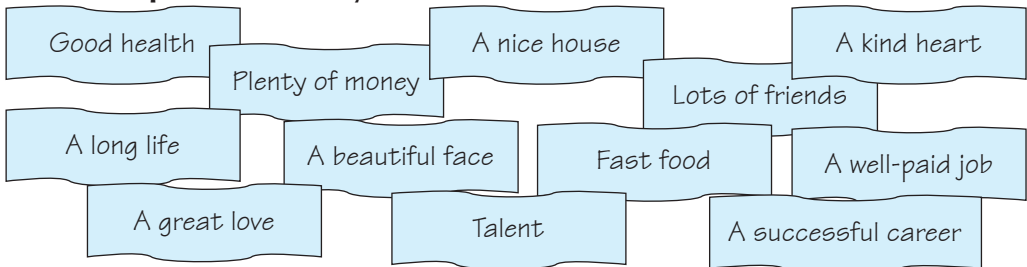 Good health
A nice house
A kind heart
Plenty of money
Lots of friends
A long life
A beautiful face
Fast food
A well-paid job
A great love
Talent
A successful career